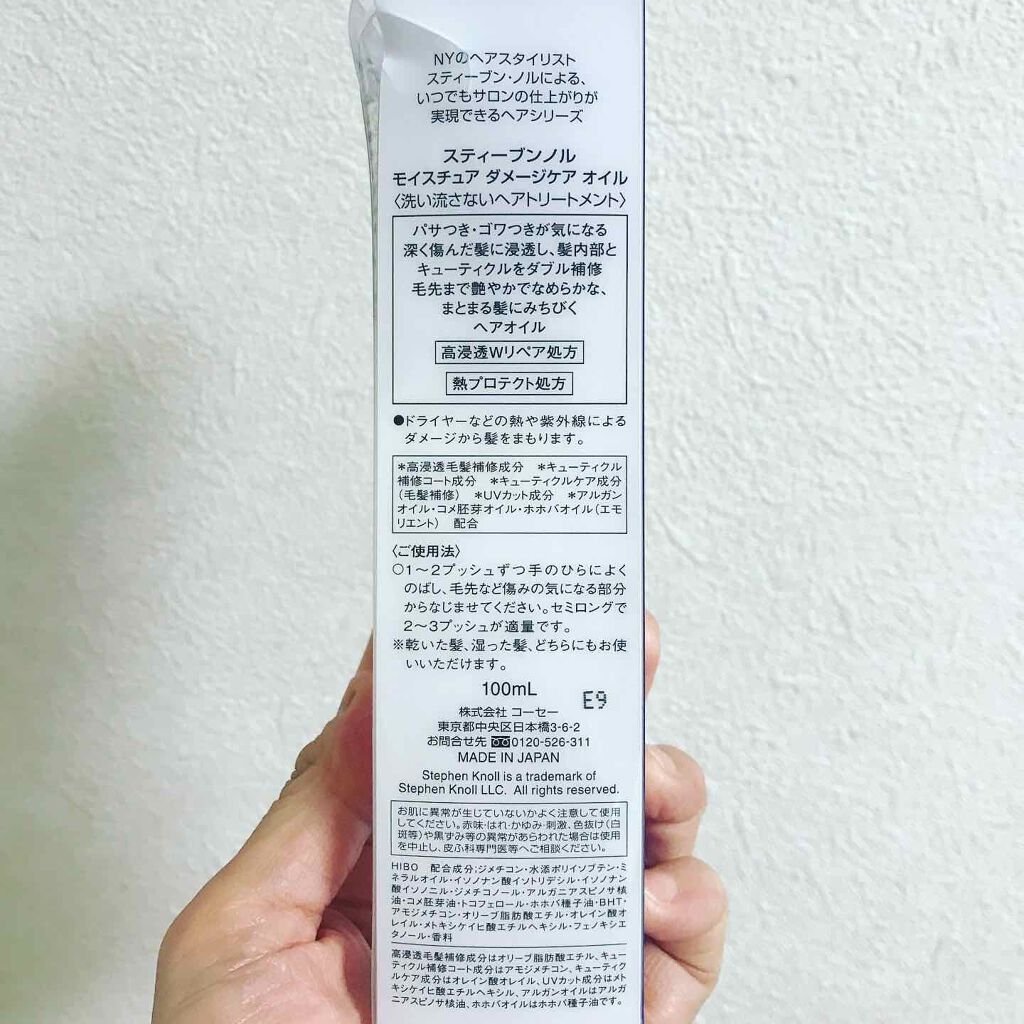 NYのヘアスタイリスト
スティーブン・ノルによる、
いつでもサロンの仕上がりが
実現できるヘアシリーズ
スティーブンノル
モイスチュア ダメージケア オイル
〈洗い流さないヘアトリートメント〉
パサつき・ゴワつきが気になる
深く傷んだ髪に浸透し、髪内部と
キューティクルをダブル補修
毛先まで艶やかでなめらかな、
まとまる髪にみちびく
ヘアオイル
高浸透Wリペア処方
熱プロテクト処方
●ドライヤーなどの熱や紫外線による
ダメージから髪をまもります。
＊高浸透毛髪補修成分　＊キューティクル
補修コート成分　＊キューティクルケア成分
（毛髪補修）　＊UVカット成分　＊アルガン
オイル・コメ胚芽オイル・ホホバオイル（エモ
リエント）　配合
〈ご使用法〉
○1～2プッシュずつ手のひらによく
のばし、毛先など傷みの気になる部分
からなじませてください。セミロングで
2～3プッシュが適量です。
※乾いた髪、湿った髪、どちらにもお使
いいただけます。
100mL
E9
株式会社 コーセー
東京都中央区日本橋3-6-2
お問合せ先 0120-526-311
MADE IN JAPAN
Stephen Knoll is a trademark of
Stephen Knoll LLC. All rights reserved.
お肌に異常が生じていないかよく注意して使用
してください。赤味・はれ・かゆみ・刺激、色抜け（白
斑等）や黒ずみ等の異常があらわれた場合は使用
を中止し、皮ふ科専門医等へご相談ください。
HIBO　配合成分；ジメチコン・水添ポリイソブテン・ミ
ネラルオイル・イソノナン酸イソトリデシル・イソノナン
酸イソノニル・ジメチコノール・アルガニアスピノサ核
油・コメ胚芽油・トコフェロール・ホホバ種子油・BHT・
アモジメチコン・オリーブ脂肪酸エチル・オレイン酸オ
レイル・メトキシケイヒ酸エチルヘキシル・フェノキシエ
タノール・香料
高浸透毛髪補修成分はオリーブ脂肪酸エチル、キュー
ティクル補修コート成分はアモジメチコン、キューティク
ルケア成分はオレイン酸オレイル、UVカット成分はメト
キシケイヒ酸エチルヘキシル、アルガンオイルはアルガ
ニアスピノサ核油、ホホバオイルはホホバ種子油です。